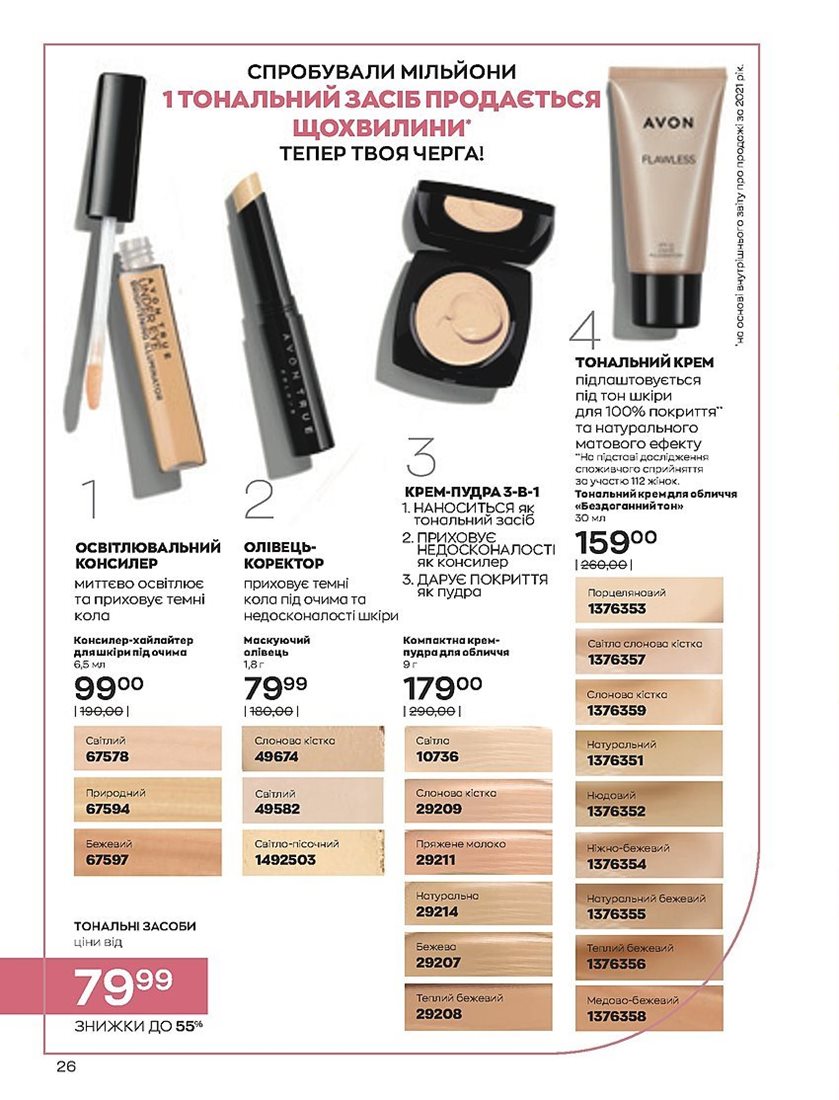 СПРОБУВАЛИ МІЛЬЙОНИ
1 ТОНАЛЬНИЙ ЗАСІБ ПРОДАЄТЬСЯ
ЩОХВИЛИНИ*
ТЕПЕР ТВОЯ ЧЕРГА!
*на основі внутрішнього звіту про продажі за 2021 рік.
AVON TRUE
UNDER EYE
BRIGHTENING ILLUMINATOR
AVON TRUE
COLOUR
AVON
FLAWLESS
1
ОСВІТЛЮВАЛЬНИЙ
КОНСИЛЕР
миттєво освітлює
та приховує темні
кола
Консилер-хайлайтер
для шкіри під очима
6,5 мл
9900
|190,00|
Світлий
67578
Природний
67594
Бежевий
67597
2
ОЛІВЕЦЬ-
КОРЕКТОР
приховує темні
кола під очима та
недосконалості шкіри
Маскуючий
олівець
1,8 г
7999
|180,00|
Слонова кістка
49674
Світлий
49582
Світло-пісочний
1492503
3
КРЕМ-ПУДРА 3-В-1
1. НАНОСИТЬСЯ як
тональний засіб
2. ПРИХОВУЄ
НЕДОСКОНАЛОСТІ
як консилер
3. ДАРУЄ ПОКРИТТЯ
як пудра
Компактна крем-
пудра для обличчя
9 г
17900
|290,00|
Світла
10736
Слонова кістка
29209
Пряжене молоко
29211
Натуральна
29214
Бежева
29207
Теплий бежевий
29208
4
ТОНАЛЬНИЙ КРЕМ
підлаштовується
під тон шкіри
для 100% покриття**
та натурального
матового ефекту
**На підставі дослідження
споживчого сприйняття
за участю 112 жінок.
Тональний крем для обличчя
«Бездоганний тон»
30 мл
15900
|260,00|
Порцеляновий
1376353
Світла слонова кістка
1376357
Слонова кістка
1376359
Натуральний
1376351
Нюдовий
1376352
Ніжно-бежевий
1376354
Натуральний бежевий
1376355
Теплий бежевий
1376356
Медово-бежевий
1376358
ТОНАЛЬНІ ЗАСОБИ
ціни від
7999
ЗНИЖКИ ДО 55%
26